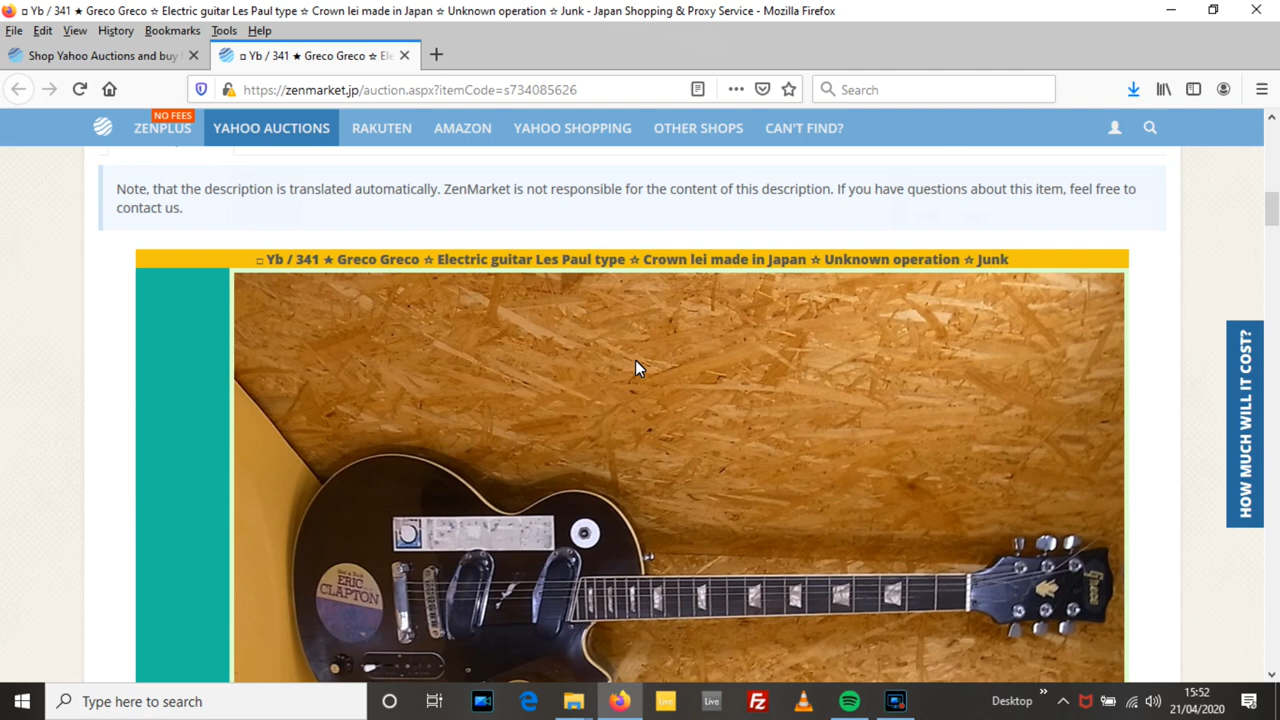 □ Yb / 341 ★ Greco Greco ☆ Electric guitar Les Paul type ☆ Crown lei made in Japan ☆ Unknown operation ☆ Junk - Japan Shopping & Proxy Service - Mozilla Firefox
File Edit View History Bookmarks Tools Help
Shop Yahoo Auctions and buy
□ Yb / 341 ★ Greco Greco ☆ Ele
https://zenmarket.jp/auction.aspx?itemCode=s734085626
Search
NO FEES
ZENPLUS YAHOO AUCTIONS RAKUTEN AMAZON YAHOO SHOPPING OTHER SHOPS CAN'T FIND?
Note, that the description is translated automatically. ZenMarket is not responsible for the content of this description. If you have questions about this item, feel free to
contact us.
□ Yb / 341 ★ Greco Greco ☆ Electric guitar Les Paul type ☆ Crown lei made in Japan ☆ Unknown operation ☆ Junk
HOW MUCH WILL IT COST?
ERIC
CLAPTON
Greco
Type here to search
Live
Live
Fz
Desktop
15:52
21/04/2020